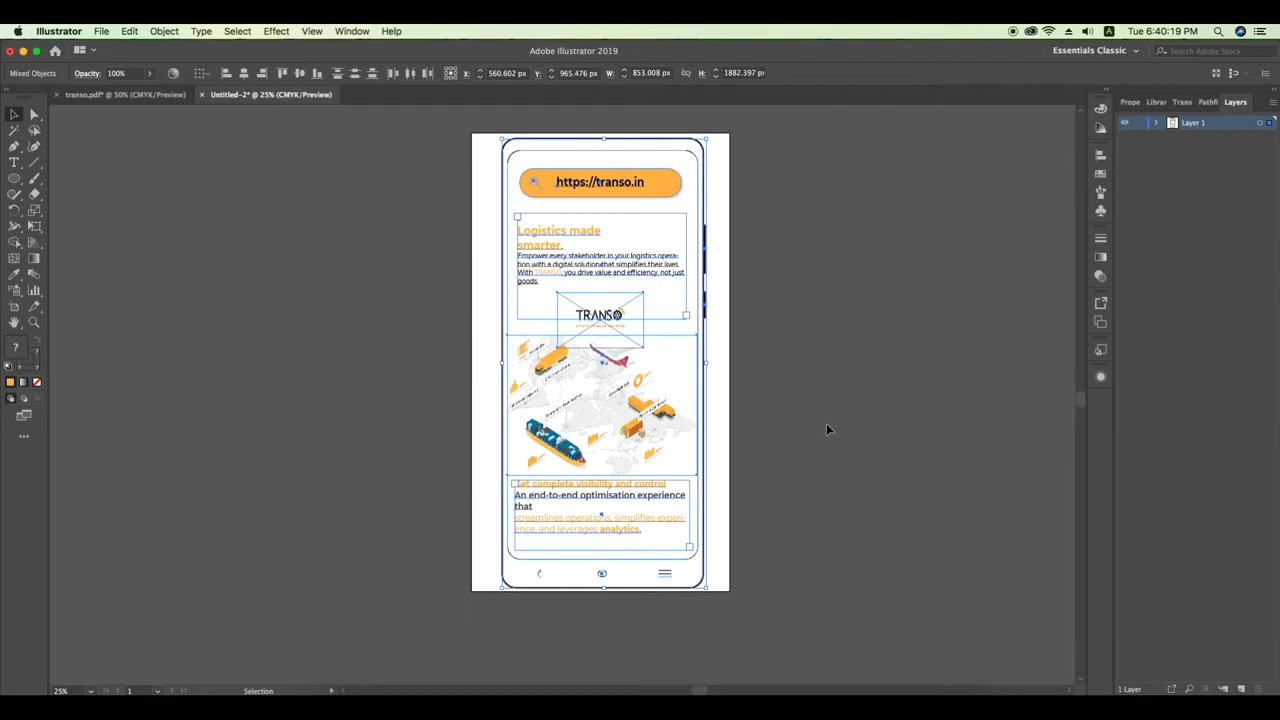 Illustrator File Edit Object Type Select Effect View Window Help
Tue 6:40:19 PM
Adobe Illustrator 2019
Essentials Classic
Search Adobe Stock
Mixed Objects
Opacity: 100%
X: 560.602 px Y: 965.476 px W: 853.008 px H: 1882.397 px
transo.pdf* @ 50% (CMYK/Preview)
Untitled-2* @ 25% (CMYK/Preview)
Prope Librar Trans Pathfi Layers
Layer 1
https://transo.in
Logistics made
smarter.
Empower every stakeholder in your logistics opera-
tion with a digital solution that simplifies their lives.
With TRANSO, you drive value and efficiency, not just
goods.
TRANSO
Get complete visibility and control
An end-to-end optimisation experience
that
streamlines operations, simplifies experi-
ence, and leverages analytics.
25%
1
Selection
1 Layer